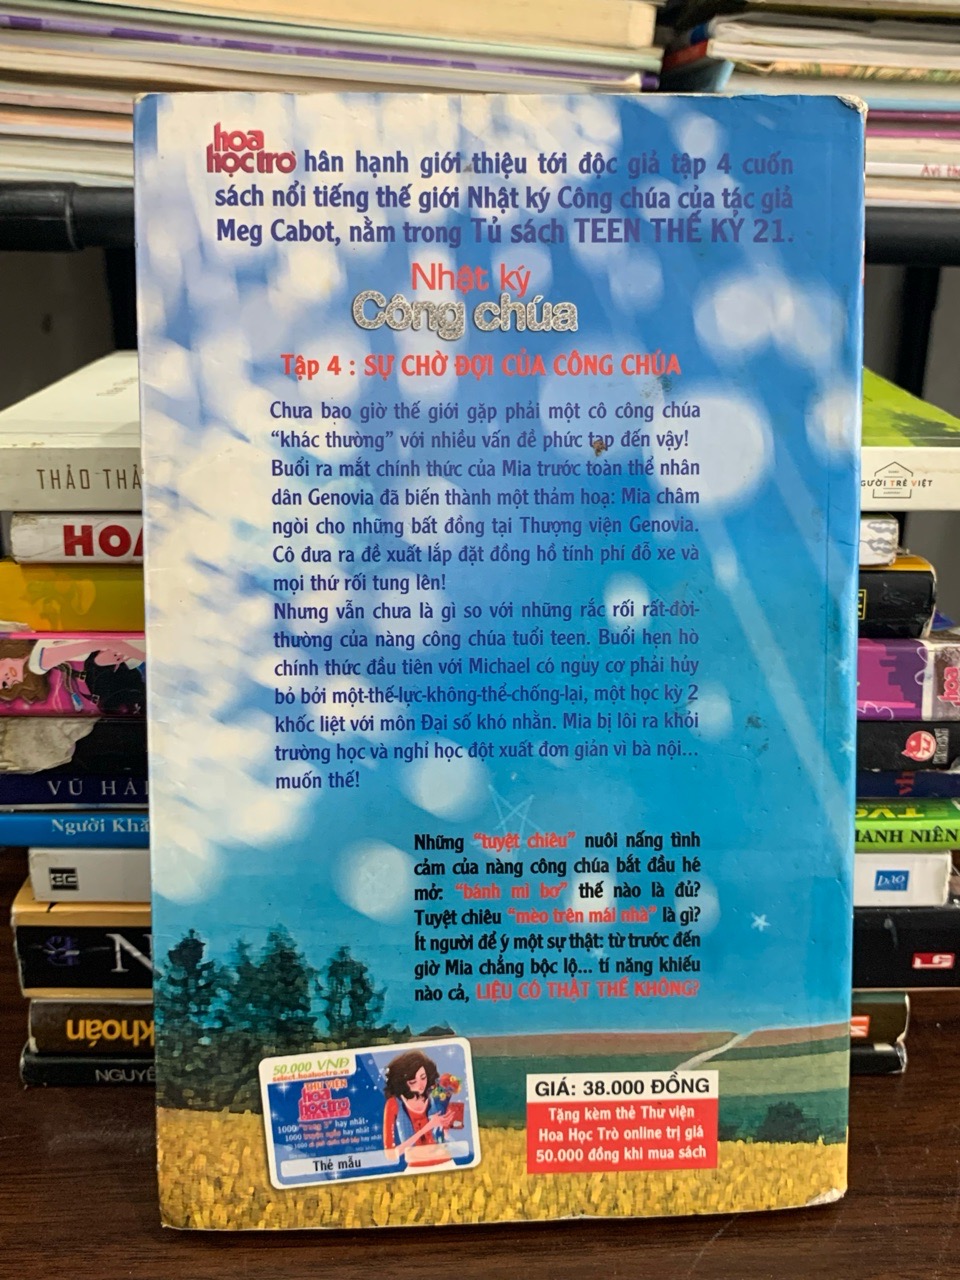 hoa
học trò hân hạnh giới thiệu tới độc giả tập 4 cuốn
sách nổi tiếng thế giới Nhật ký Công chúa của tác giả
Meg Cabot, nằm trong Tủ sách TEEN THẾ KỶ 21.
Nhật ký
Công chúa
Tập 4 : SỰ CHỜ ĐỢI CỦA CÔNG CHÚA
Chưa bao giờ thế giới gặp phải một cô công chúa
“khác thường” với nhiều vấn đề phức tạp đến vậy!
Buổi ra mắt chính thức của Mia trước toàn thể nhân
dân Genovia đã biến thành một thảm hoạ: Mia châm
ngòi cho những bất đồng tại Thượng viện Genovia.
Cô đưa ra đề xuất lắp đặt đồng hồ tính phí đỗ xe và
mọi thứ rối tung lên!
Nhưng vẫn chưa là gì so với những rắc rối rất-đời-
thường của nàng công chúa tuổi teen. Buổi hẹn hò
chính thức đầu tiên với Michael có nguy cơ phải hủy
bỏ bởi một-thế-lực-không-thể-chống-lại, một học kỳ 2
khốc liệt với môn Đại số khó nhằn. Mia bị lôi ra khỏi
trường học và nghỉ học đột xuất đơn giản vì bà nội...
muốn thế!
Những “tuyệt chiêu” nuôi nấng tình
cảm của nàng công chúa bắt đầu hé
mở: “bánh mì bơ” thế nào là đủ?
Tuyệt chiêu “mèo trên mái nhà” là gì?
Ít người để ý một sự thật: từ trước đến
giờ Mia chẳng bộc lộ... tí năng khiếu
nào cả, LIỆU CÓ THẬT THẾ KHÔNG?
50.000 VNĐ
select.hoahoctro.vn
THƯ VIỆN
hoa
học trò
Thẻ mẫu
GIÁ: 38.000 ĐỒNG
Tặng kèm thẻ Thư viện
Hoa Học Trò online trị giá
50.000 đồng khi mua sách
THẢO THẢ
HOA
VŨ HÀ
Người Khá
N
khoán
NGUYỄ
GƯỜI TRẺ VIỆT
hoa
TVG
HANH NIÊN